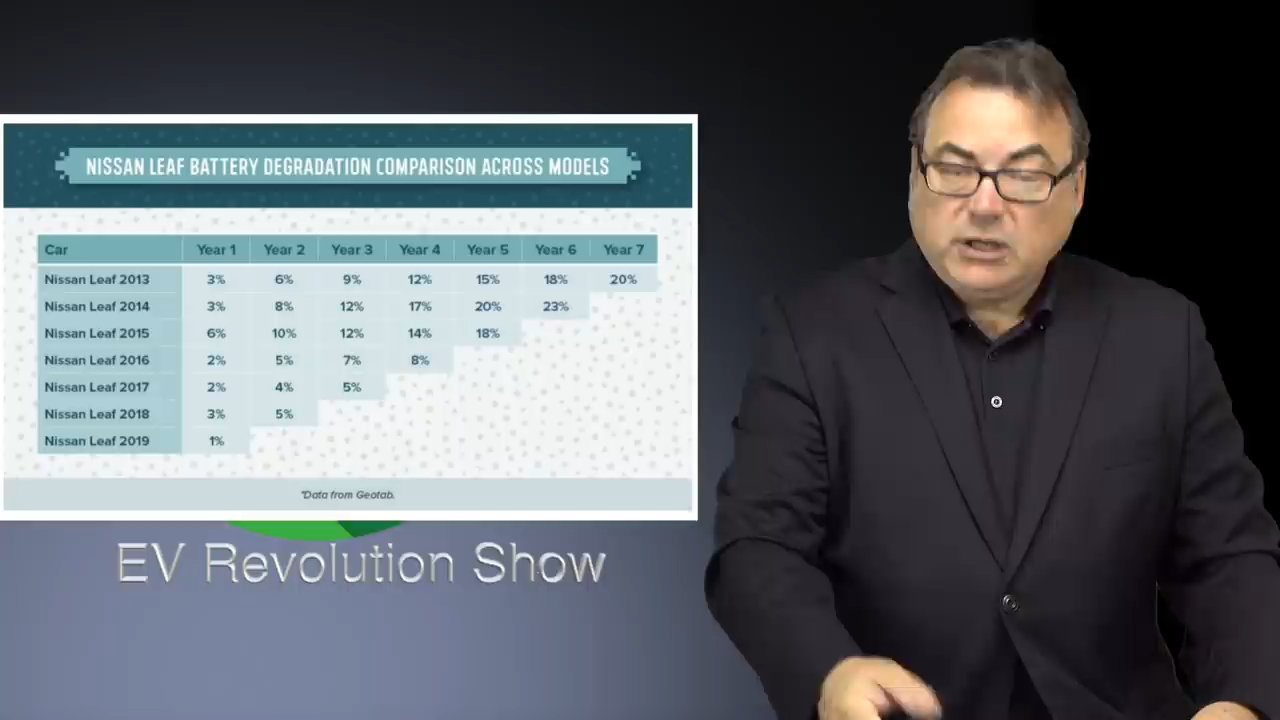 NISSAN LEAF BATTERY DEGRADATION COMPARISON ACROSS MODELS
Car Year 1 Year 2 Year 3 Year 4 Year 5 Year 6 Year 7
Nissan Leaf 2013 3% 6% 9% 12% 15% 18% 20%
Nissan Leaf 2014 3% 8% 12% 17% 20% 23%
Nissan Leaf 2015 6% 10% 12% 14% 18%
Nissan Leaf 2016 2% 5% 7% 8%
Nissan Leaf 2017 2% 4% 5%
Nissan Leaf 2018 3% 5%
Nissan Leaf 2019 1%
*Data from Geotab.
EV Revolution Show